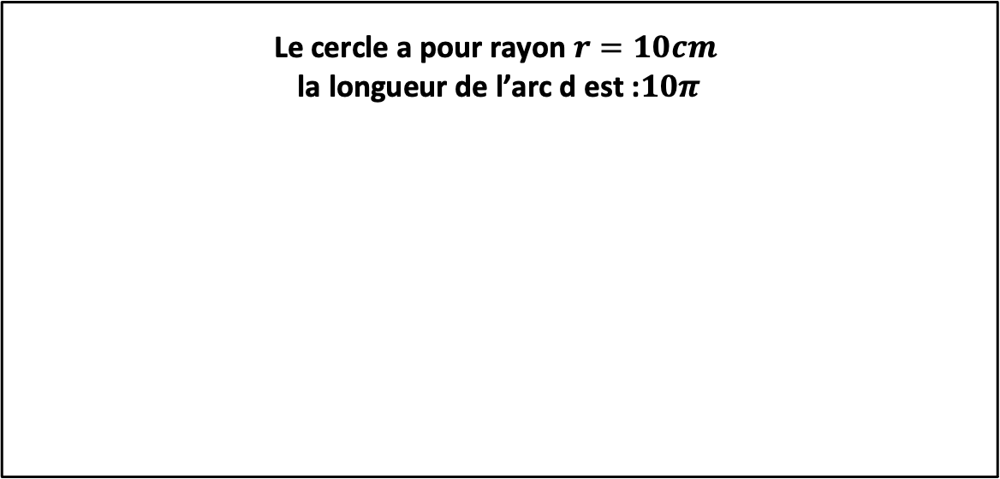 Le cercle a pour rayon 𝒓 = 𝟏𝟎𝒄𝒎
la longueur de l’arc d est :𝟏𝟎𝝅